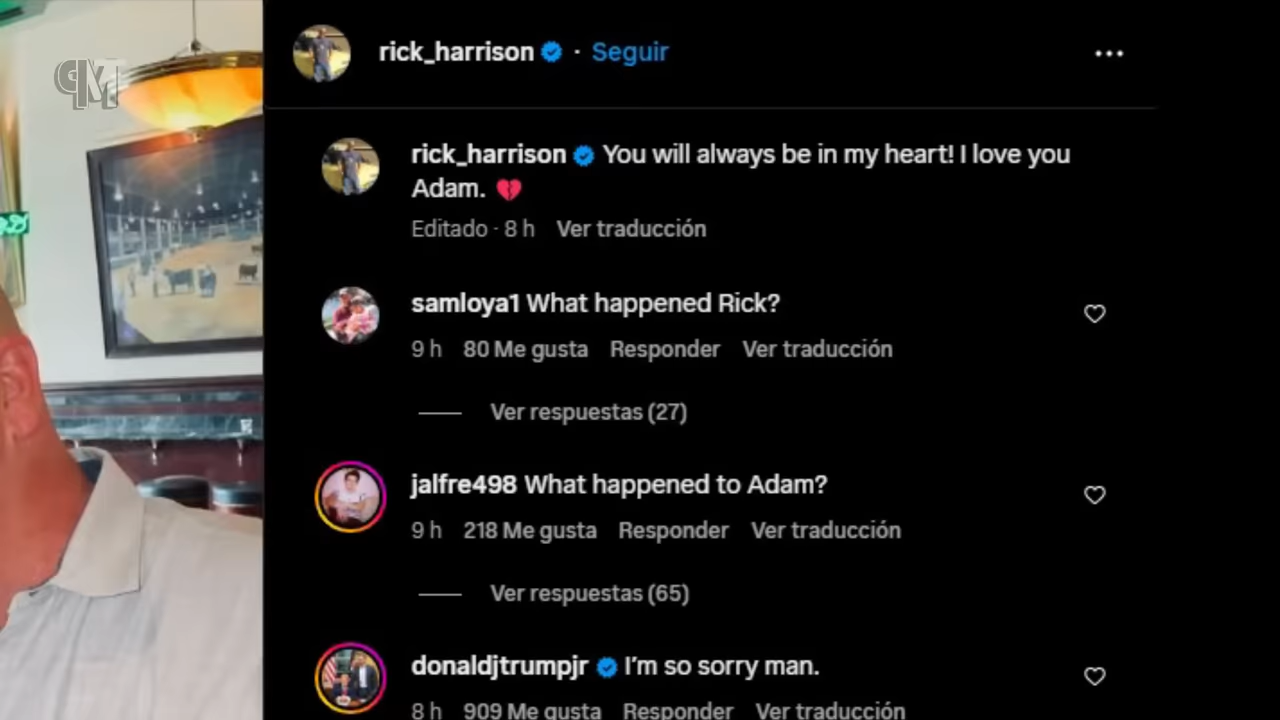 PMT
rick_harrison · Seguir
rick_harrison You will always be in my heart! I love you
Adam. 💔
Editado · 8 h Ver traducción
samloya1 What happened Rick?
9 h 80 Me gusta Responder Ver traducción
Ver respuestas (27)
jalfre498 What happened to Adam?
9 h 218 Me gusta Responder Ver traducción
Ver respuestas (65)
donaldjtrumpjr I'm so sorry man.
8 h 909 Me gusta Responder Ver traducción